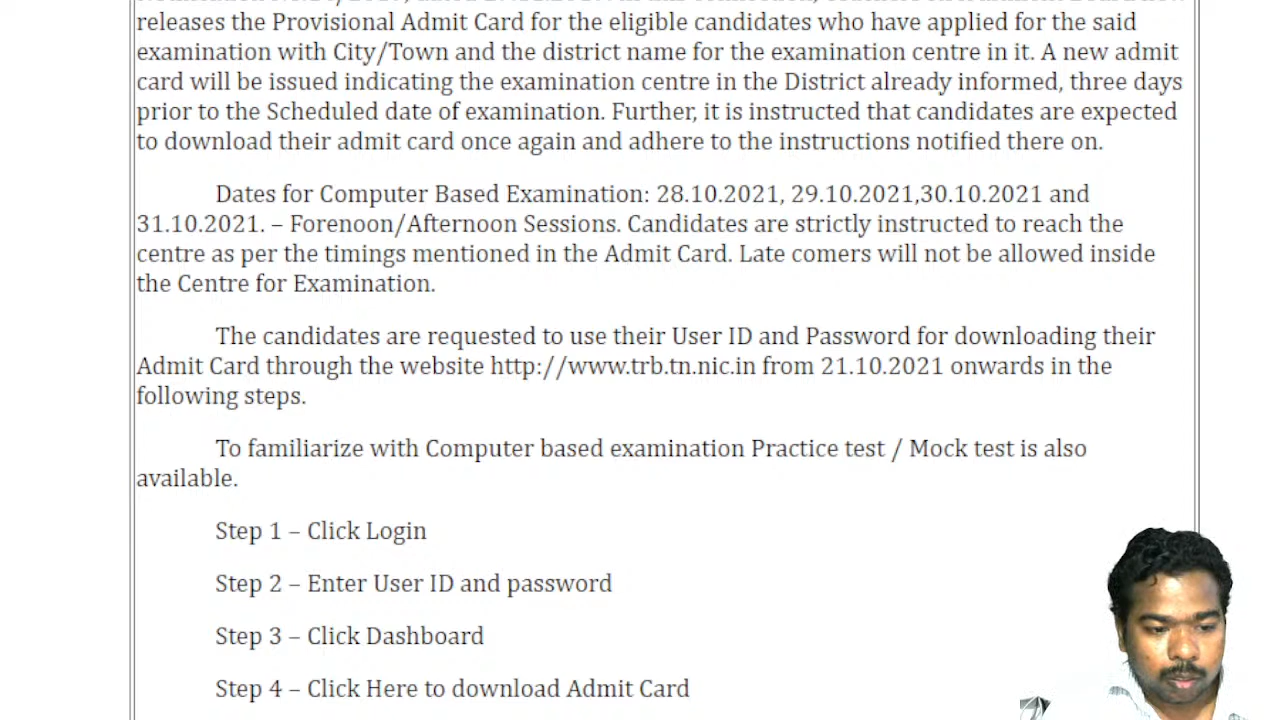 releases the Provisional Admit Card for the eligible candidates who have applied for the said
examination with City/Town and the district name for the examination centre in it. A new admit
card will be issued indicating the examination centre in the District already informed, three days
prior to the Scheduled date of examination. Further, it is instructed that candidates are expected
to download their admit card once again and adhere to the instructions notified there on.
Dates for Computer Based Examination: 28.10.2021, 29.10.2021,30.10.2021 and
31.10.2021. – Forenoon/Afternoon Sessions. Candidates are strictly instructed to reach the
centre as per the timings mentioned in the Admit Card. Late comers will not be allowed inside
the Centre for Examination.
The candidates are requested to use their User ID and Password for downloading their
Admit Card through the website http://www.trb.tn.nic.in from 21.10.2021 onwards in the
following steps.
To familiarize with Computer based examination Practice test / Mock test is also
available.
Step 1 – Click Login
Step 2 – Enter User ID and password
Step 3 – Click Dashboard
Step 4 – Click Here to download Admit Card